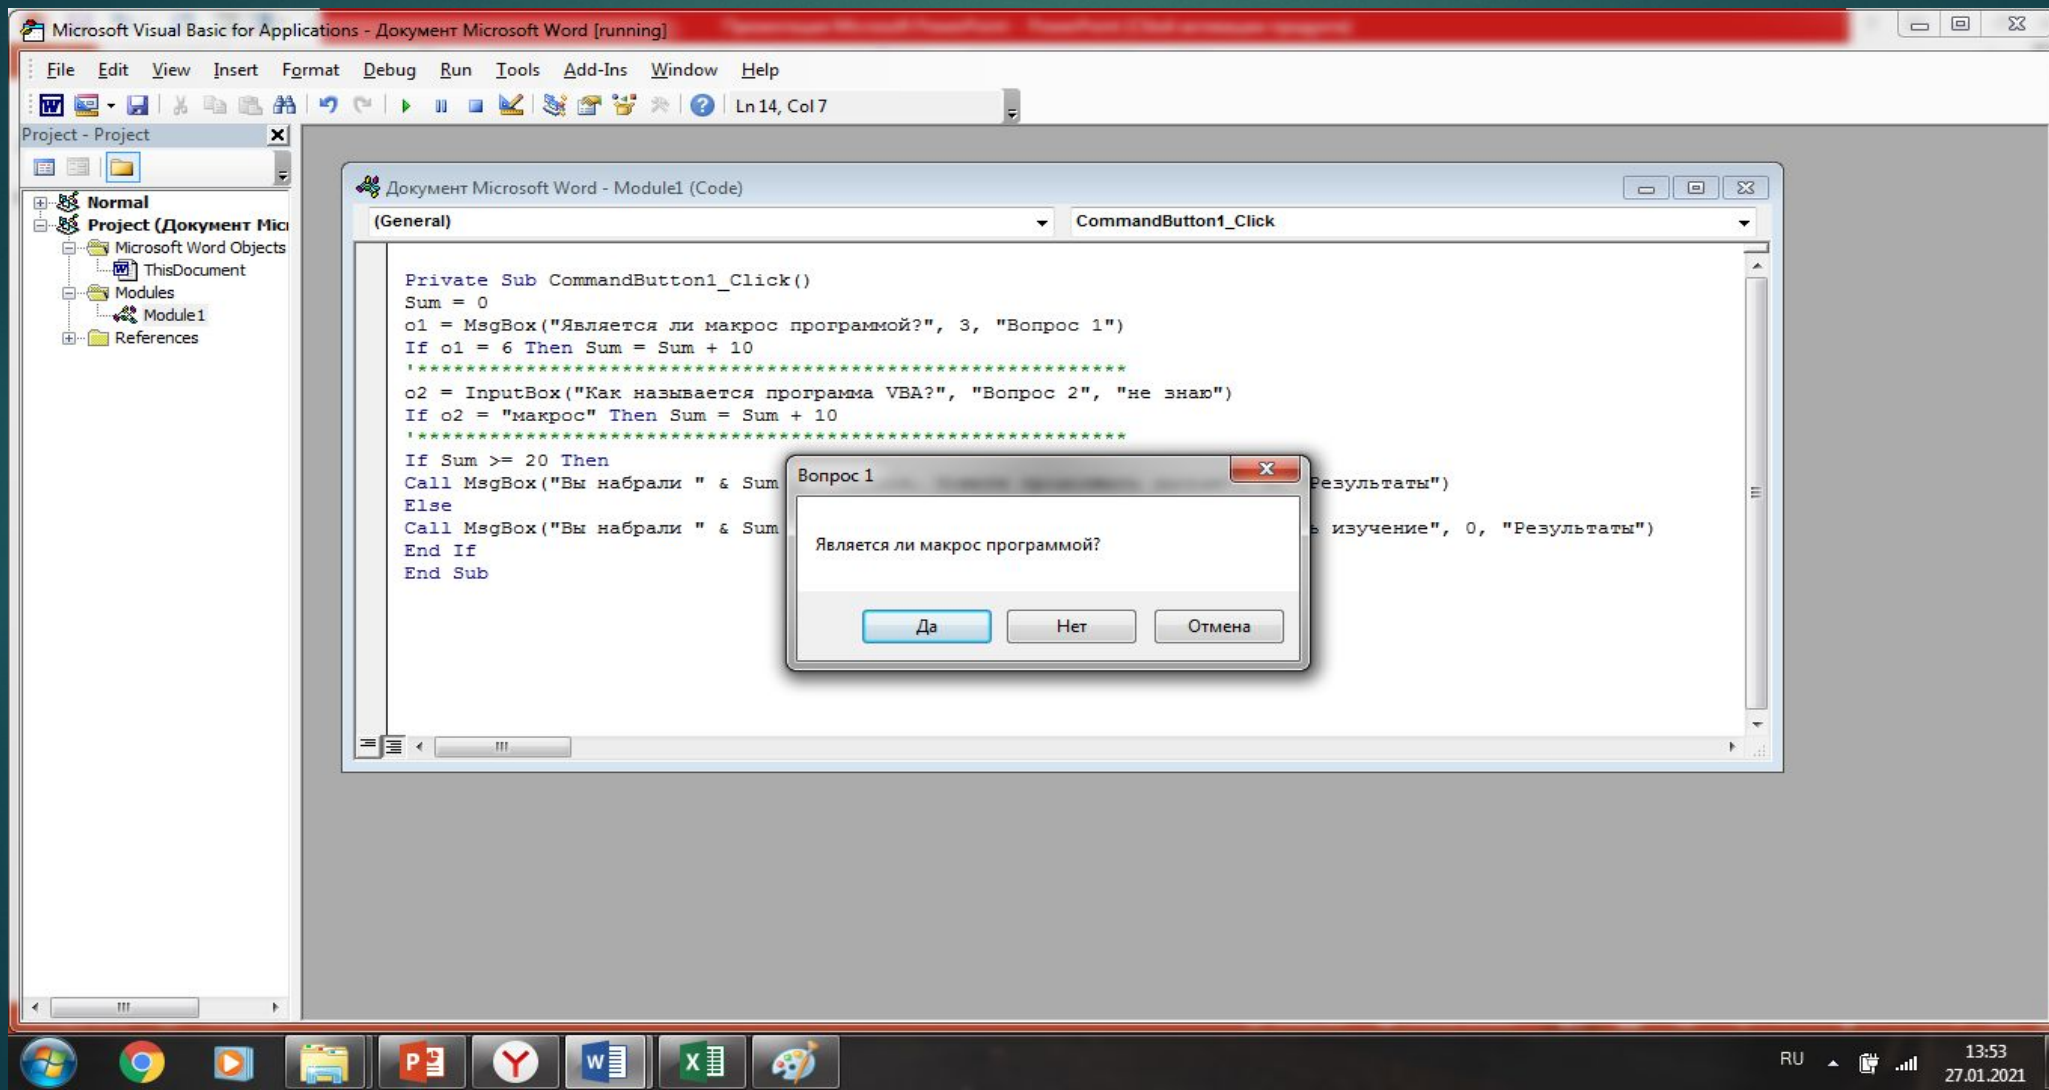 Microsoft Visual Basic for Applications - Документ Microsoft Word [running]
File Edit View Insert Format Debug Run Tools Add-Ins Window Help
Ln 14, Col 7
Project - Project
Normal
Project (Документ Mic
Microsoft Word Objects
ThisDocument
Modules
Module1
References
Документ Microsoft Word - Module1 (Code)
(General) CommandButton1_Click
Private Sub CommandButton1_Click()
Sum = 0
o1 = MsgBox("Является ли макрос программой?", 3, "Вопрос 1")
If o1 = 6 Then Sum = Sum + 10
'***********************************************************
o2 = InputBox("Как называется программа VBA?", "Вопрос 2", "не знаю")
If o2 = "макрос" Then Sum = Sum + 10
'***********************************************************
If Sum >= 20 Then
Call MsgBox("Вы набрали " & Sum Результаты")
Else
Call MsgBox("Вы набрали " & Sum ь изучение", 0, "Результаты")
End If
End Sub
Вопрос 1
Является ли макрос программой?
Да Нет Отмена
RU
13:53
27.01.2021